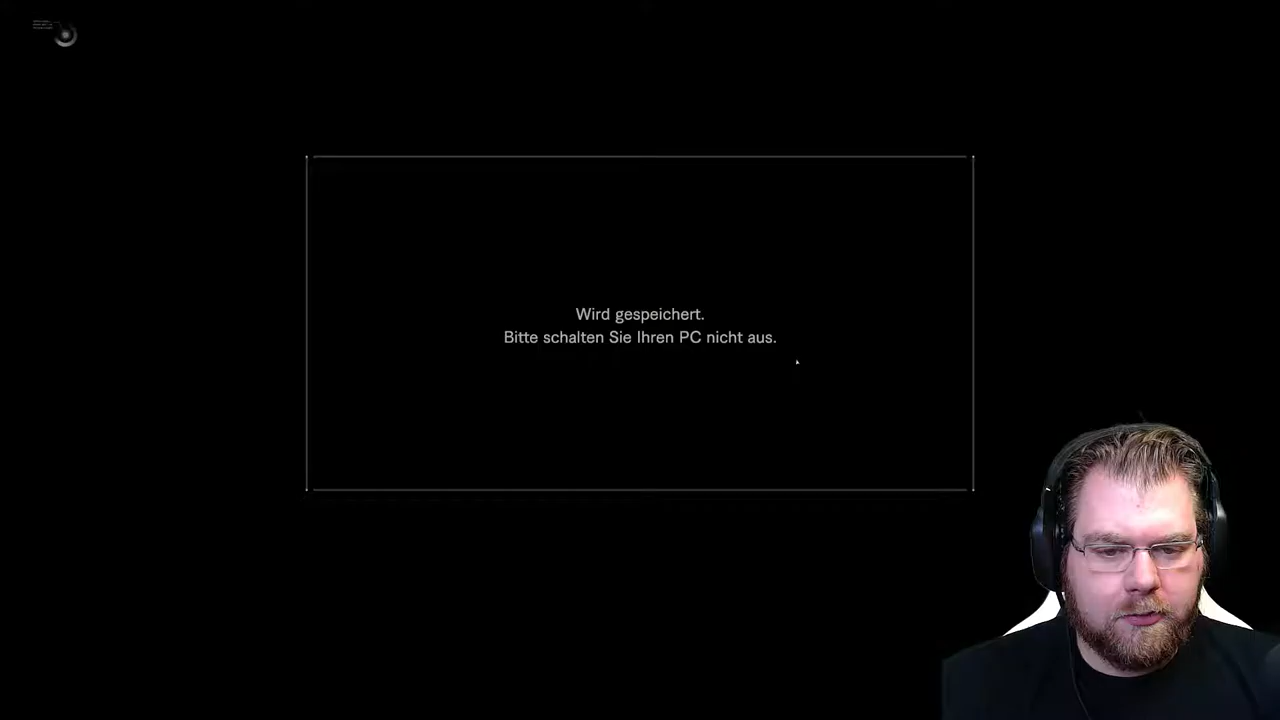 Wird gespeichert.
Bitte schalten Sie Ihren PC nicht aus.